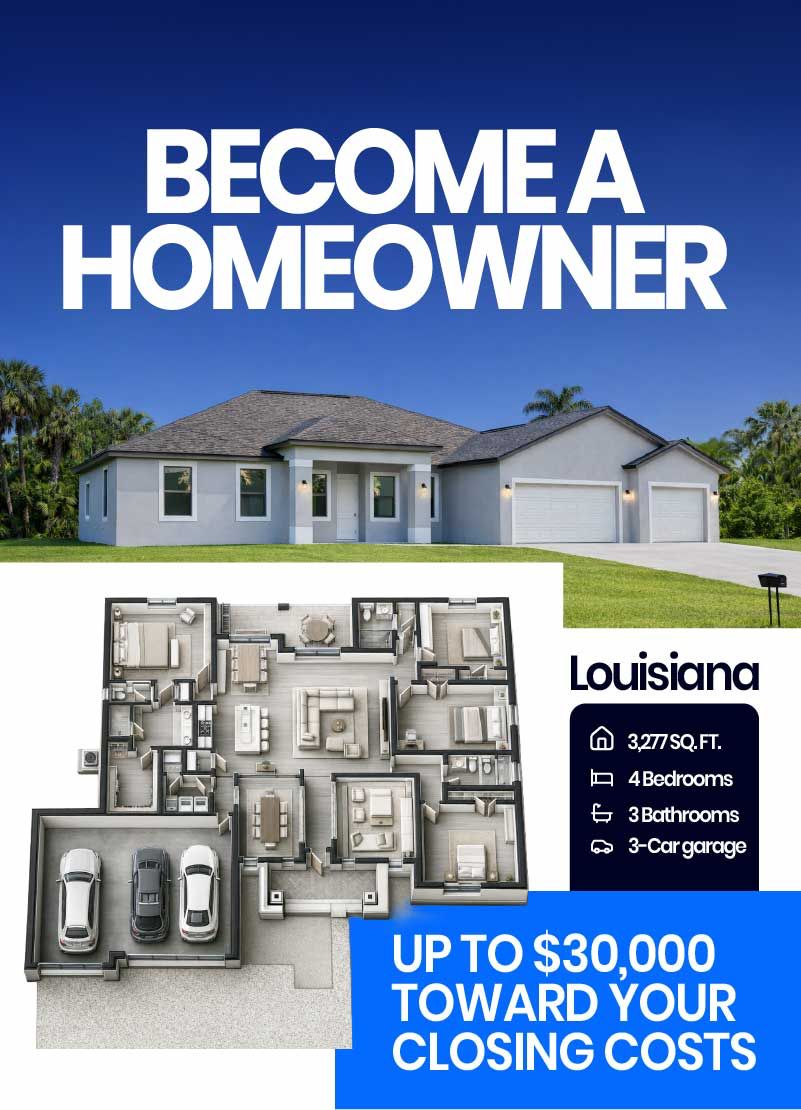 BECOME A
HOMEOWNER
Louisiana
3,277 SQ. FT.
4 Bedrooms
3 Bathrooms
3-Car garage
UP TO $30,000
TOWARD YOUR
CLOSING COSTS